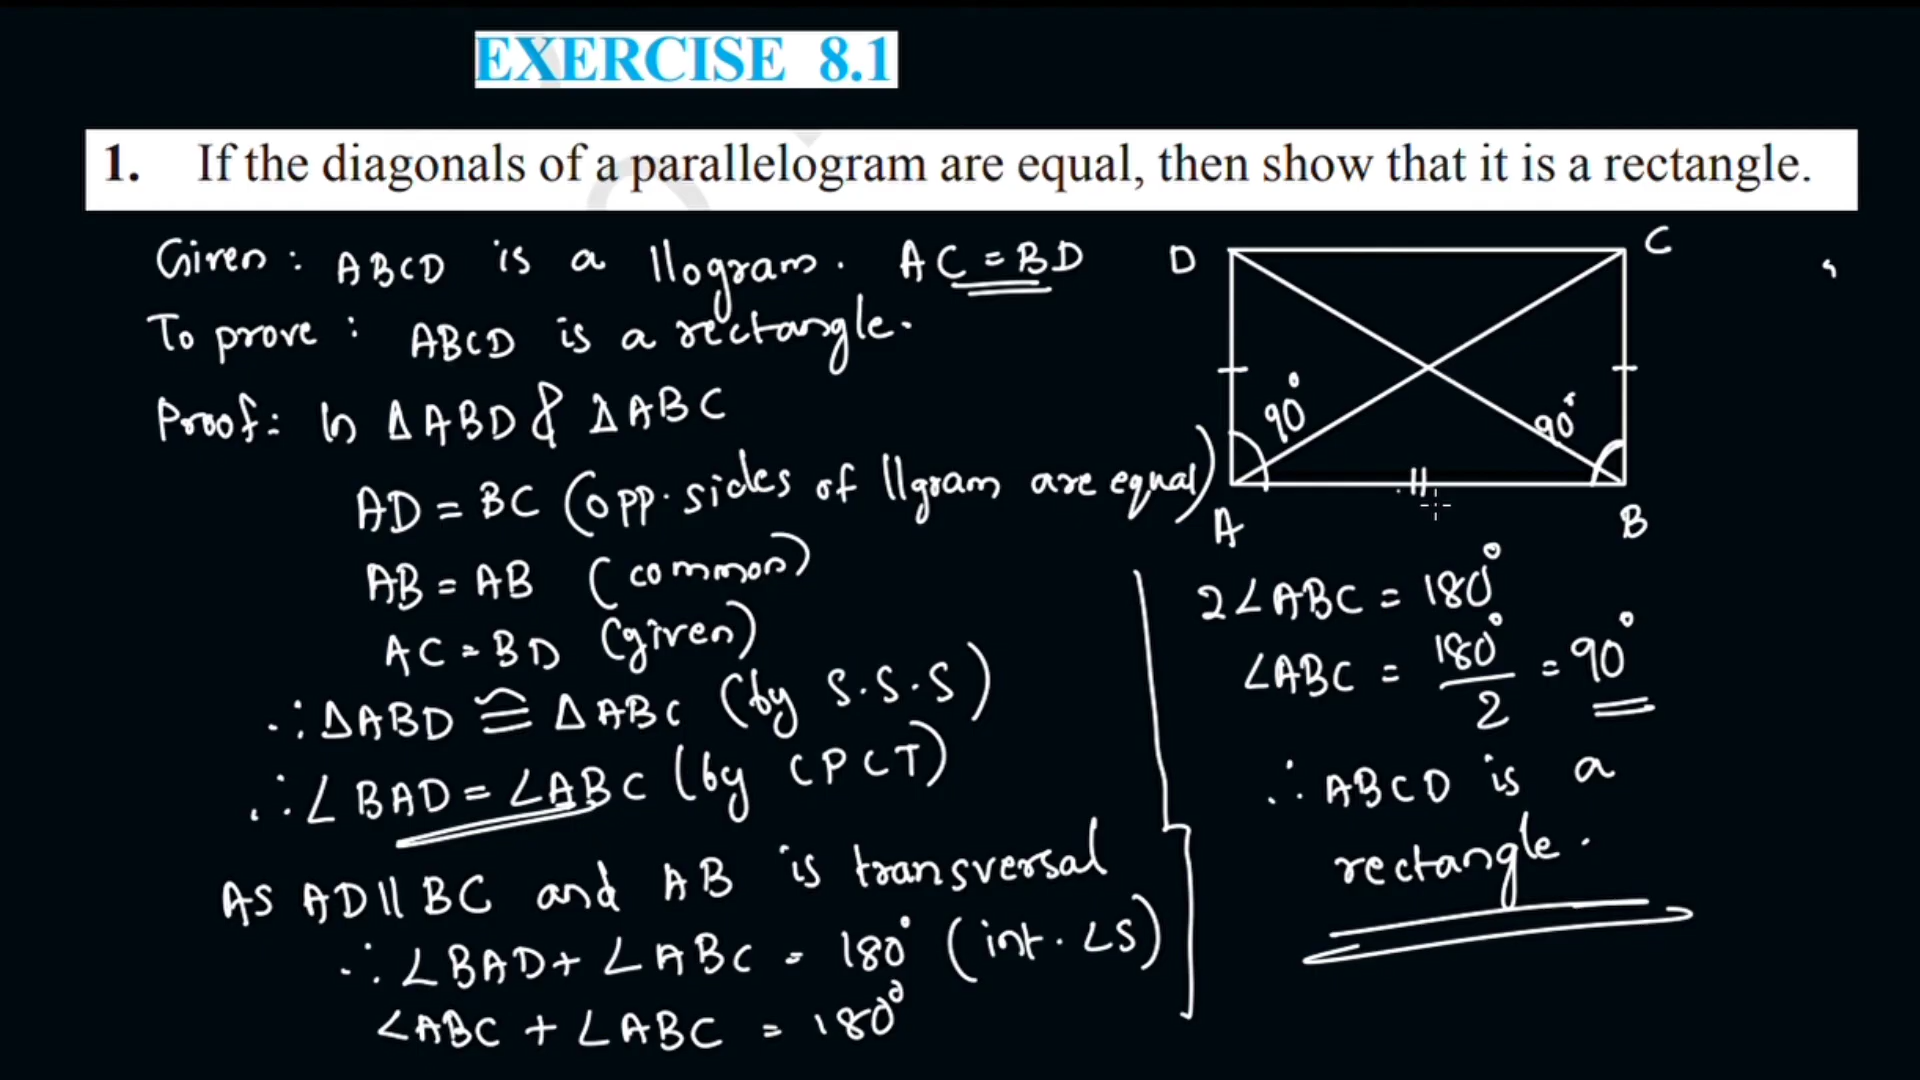 EXERCISE 8.1
1. If the diagonals of a parallelogram are equal, then show that it is a rectangle.
Given : ABCD is a llogram. AC = BD
To prove : ABCD is a rectangle.
Proof :- In ΔABD & ΔABC
AD = BC (opp. sides of llgram are equal)
AB = AB (common)
AC = BD (given)
∴ ΔABD ≅ ΔABC (by S.S.S)
∴ ∠BAD = ∠ABC (by CPCT)
As AD || BC and AB is transversal
∴ ∠BAD + ∠ABC = 180° (int. ∠s)
∠ABC + ∠ABC = 180°
D C
90° 90°
A B
2∠ABC = 180°
∠ABC = 180°/2 = 90°
∴ ABCD is a
rectangle.